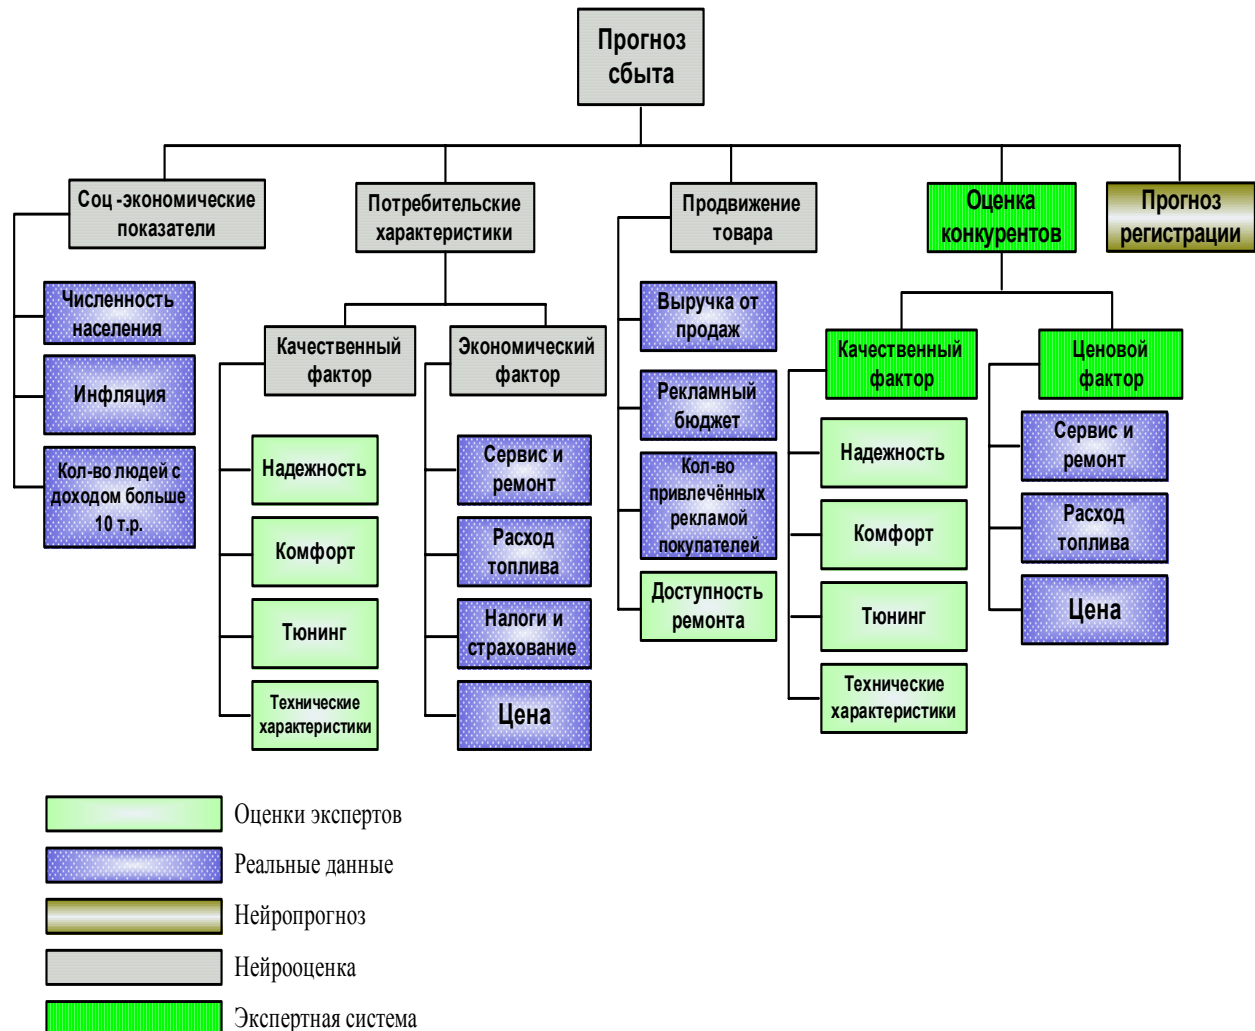 Прогноз
сбыта
Соц -экономические
показатели
Потребительские
характеристики
Продвижение
товара
Оценка
конкурентов
Прогноз
регистрации
Численность
населения
Инфляция
Кол-во людей с
доходом больше
10 т.р.
Качественный
фактор
Экономический
фактор
Надежность
Комфорт
Тюнинг
Технические
характеристики
Сервис и
ремонт
Расход
топлива
Налоги и
страхование
Цена
Выручка от
продаж
Рекламный
бюджет
Кол-во
привлечённых
рекламой
покупателей
Доступность
ремонта
Качественный
фактор
Ценовой
фактор
Надежность
Комфорт
Тюнинг
Технические
характеристики
Сервис и
ремонт
Расход
топлива
Цена
Оценки экспертов
Реальные данные
Нейропрогноз
Нейрооценка
Экспертная система